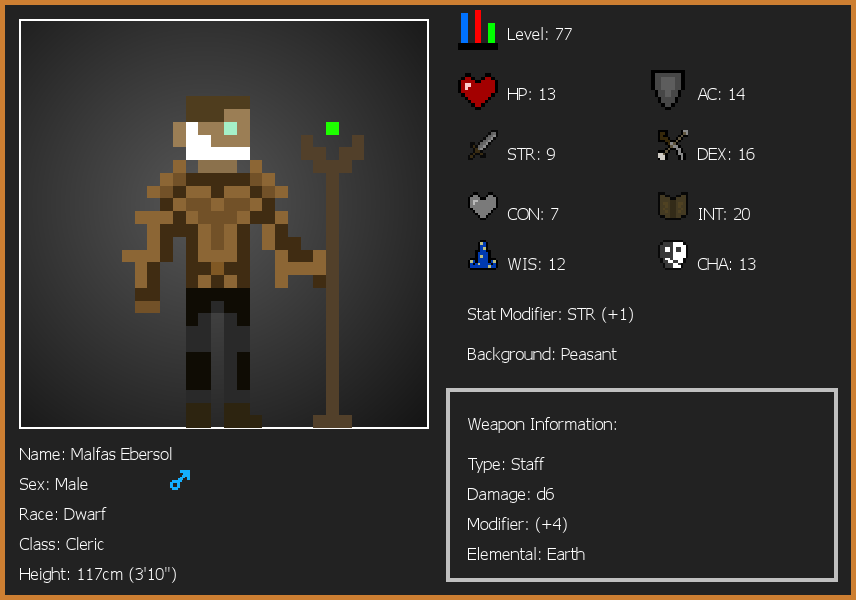 Level: 77
HP: 13
AC: 14
STR: 9
DEX: 16
CON: 7
INT: 20
WIS: 12
CHA: 13
Stat Modifier: STR (+1)
Background: Peasant
Weapon Information:
Type: Staff
Damage: d6
Modifier: (+4)
Elemental: Earth
Name: Malfas Ebersol
Sex: Male
Race: Dwarf
Class: Cleric
Height: 117cm (3'10")